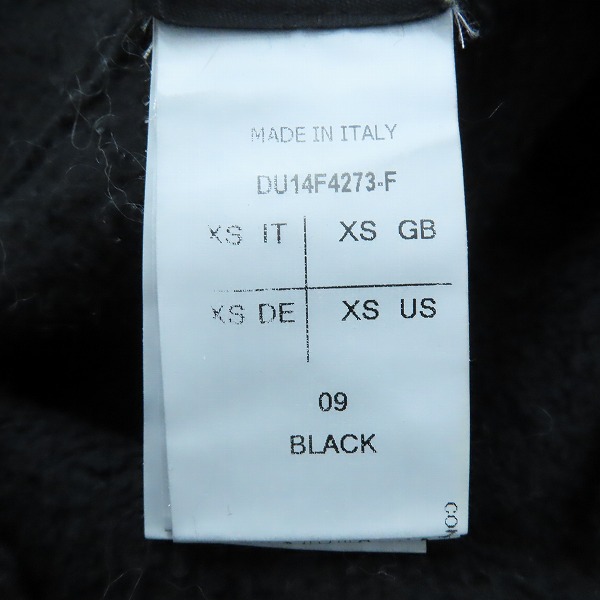 MADE IN ITALY
DU14F4273-F
XS IT XS GB
XS DE XS US
09
BLACK